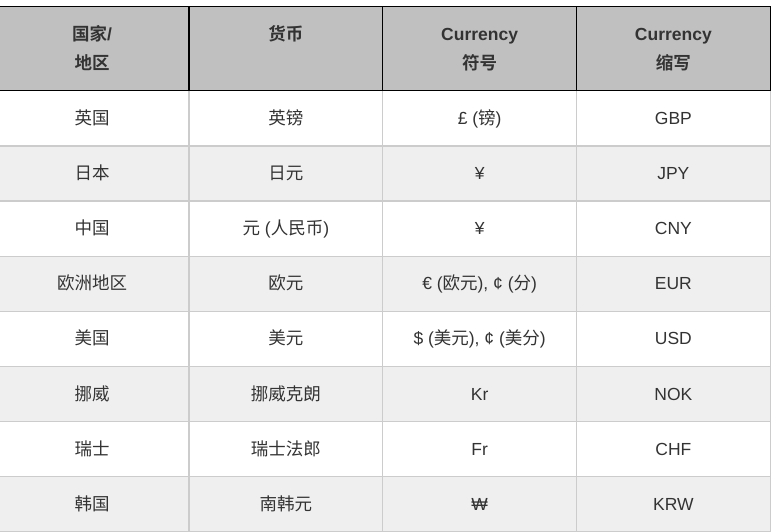 国家/ 货币 Currency Currency
地区 符号 缩写
英国 英镑 £ (镑) GBP
日本 日元 ¥ JPY
中国 元 (人民币) ¥ CNY
欧洲地区 欧元 € (欧元), ¢ (分) EUR
美国 美元 $ (美元), ¢ (美分) USD
挪威 挪威克朗 Kr NOK
瑞士 瑞士法郎 Fr CHF
韩国 南韩元 ₩ KRW